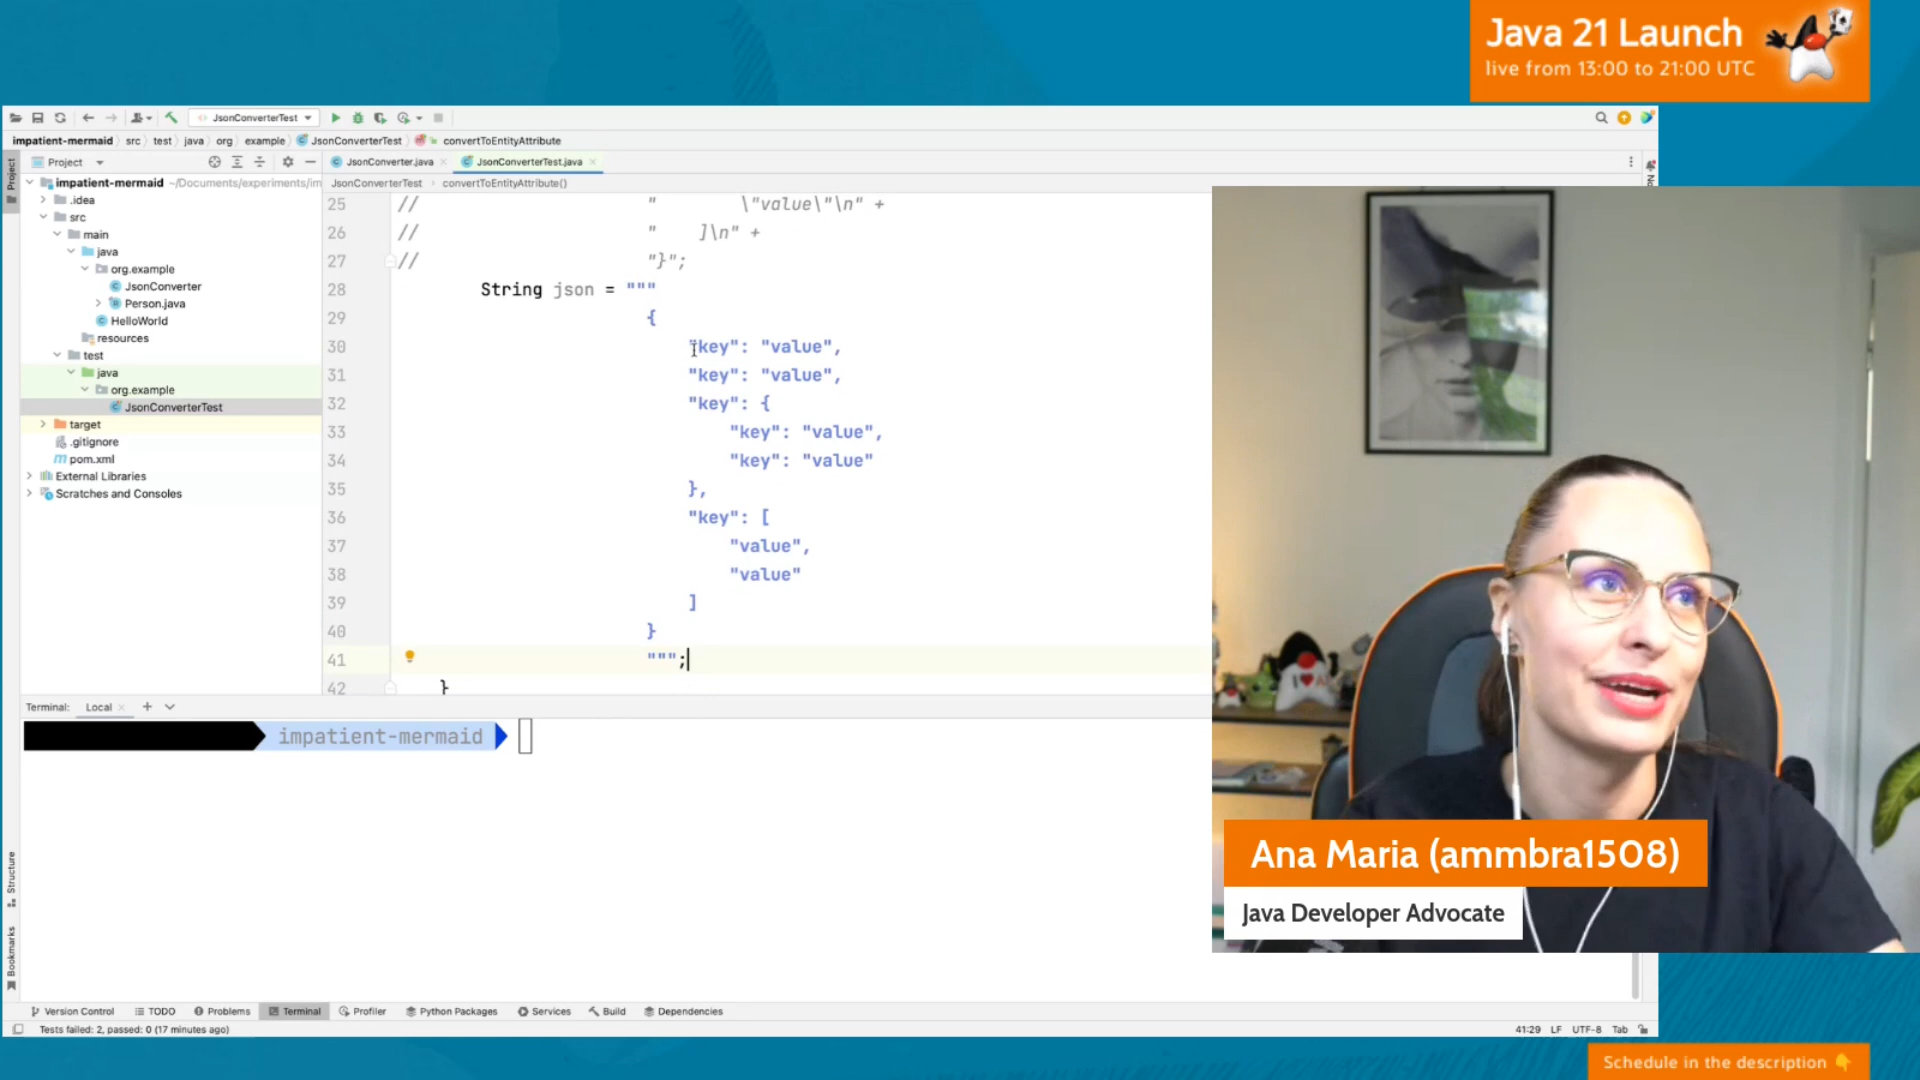 Java 21 Launch
live from 13:00 to 21:00 UTC
JsonConverterTest
impatient-mermaid src test java org example JsonConverterTest convertToEntityAttribute
Project
JsonConverter.java
JsonConverterTest.java
Project
impatient-mermaid ~/Documents/experiments/im
.idea
src
main
java
org.example
JsonConverter
Person.java
HelloWorld
resources
test
java
org.example
JsonConverterTest
target
.gitignore
pom.xml
External Libraries
Scratches and Consoles
JsonConverterTest convertToEntityAttribute()
25 // " \"value\"\n" +
26 // " ]\n" +
27 // "}";
28 String json = """
29 {
30 "key": "value",
31 "key": "value",
32 "key": {
33 "key": "value",
34 "key": "value"
35 },
36 "key": [
37 "value",
38 "value"
39 ]
40 }
41 """;
42 }
Terminal: Local
impatient-mermaid
Structure
Bookmarks
Ana Maria (ammbra1508)
Java Developer Advocate
Version Control TODO Problems Terminal Profiler Python Packages Services Build Dependencies
Tests failed: 2, passed: 0 (17 minutes ago)
41:29 LF UTF-8 Tab
Schedule in the description